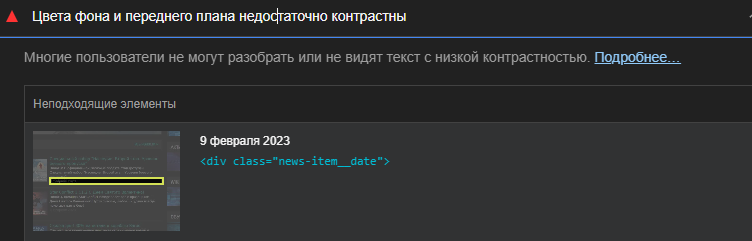 Цвета фона и переднего плана недостаточно контрастны
Многие пользователи не могут разобрать или не видят текст с низкой контрастностью. Подробнее…
Неподходящие элементы
9 февраля 2023
<div class="news-item__date">